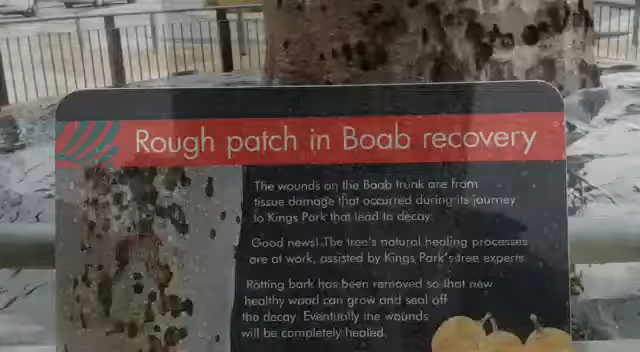 Rough patch in Boab recovery
The wounds on the Boab trunk are from
tissue damage that occurred during its journey
to Kings Park that lead to decay.
Good news! The tree's natural healing processes
are at work, assisted by Kings Park's tree experts.
Rotting bark has been removed so that new
healthy wood can grow and seal off
the decay. Eventually the wounds
will be completely healed.